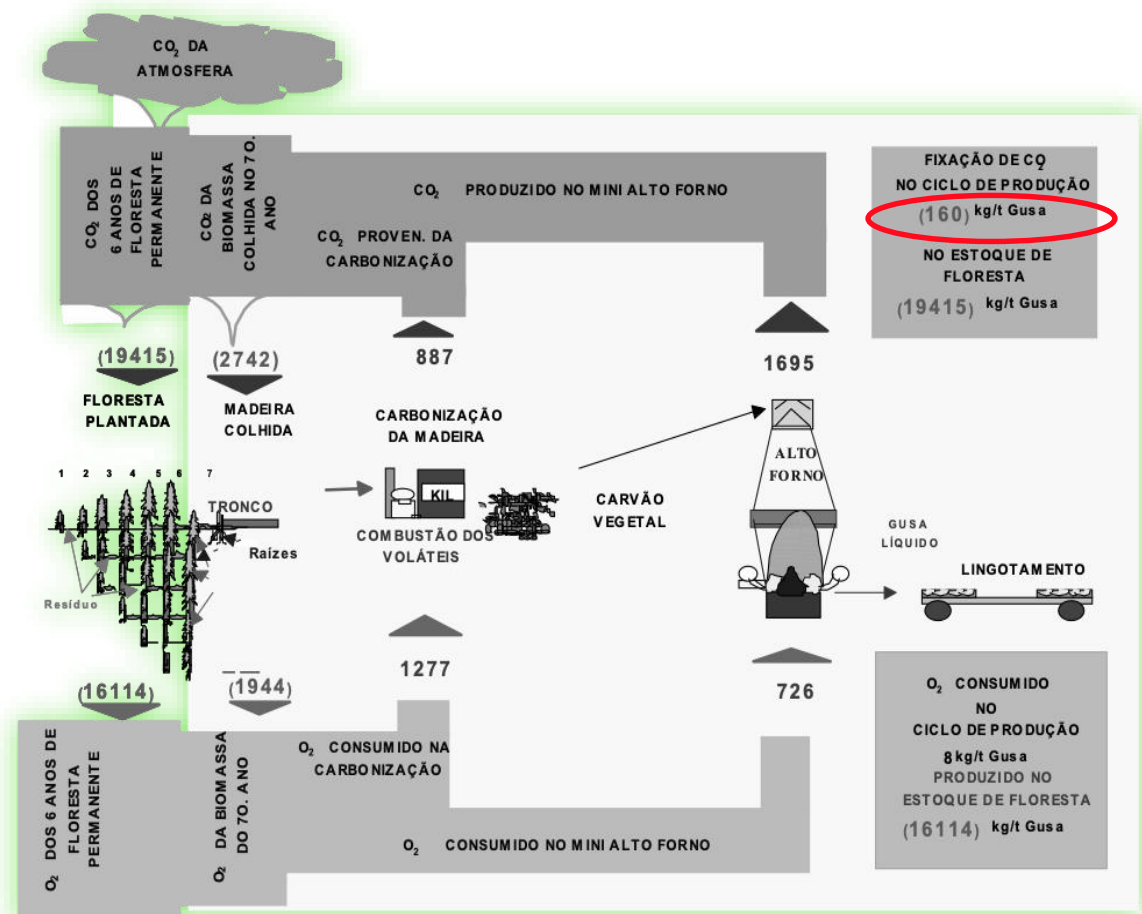 CO2 DA
ATMOSFERA
CO2 DOS
6 ANOS DE
FLORESTA
PERMANENTE
CO2 DA
BIOMASSA
COLHIDA NO 7O.
ANO
CO2 PRODUZIDO NO MINI ALTO FORNO
CO2 PROVEN. DA
CARBONIZAÇÃO
FIXAÇÃO DE CO2
NO CICLO DE PRODUÇÃO
(160) kg/t Gusa
NO ESTOQUE DE
FLORESTA
(19415) kg/t Gusa
(19415)
(2742)
887
1695
FLORESTA
PLANTADA
MADEIRA
COLHIDA
CARBONIZAÇÃO
DA MADEIRA
ALTO
FORNO
1 2 3 4 5 6 7
TRONCO
KIL
CARVÃO
VEGETAL
Raízes
COMBUSTÃO DOS
VOLÁTEIS
GUSA
LÍQUIDO
LINGOTAMENTO
Resíduo
(16114)
(1944)
1277
726
O2 DOS 6 ANOS DE
FLORESTA
PERMANENTE
O2 DA BIOMASSA
DO 7O. ANO
O2 CONSUMIDO NA
CARBONIZAÇÃO
O2 CONSUMIDO NO MINI ALTO FORNO
O2 CONSUMIDO
NO
CICLO DE PRODUÇÃO
8 kg/t Gusa
PRODUZIDO NO
ESTOQUE DE FLORESTA
(16114) kg/t Gusa